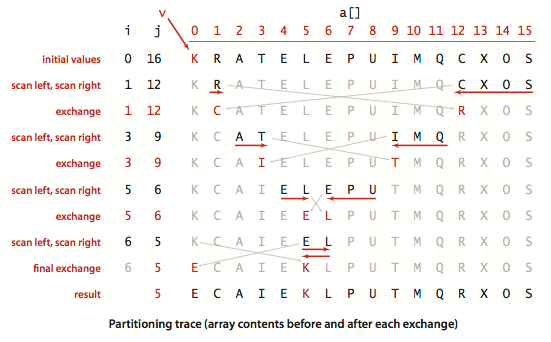 v a[]
i j 0 1 2 3 4 5 6 7 8 9 10 11 12 13 14 15
initial values 0 16 K R A T E L E P U I M Q C X O S
scan left, scan right 1 12 K R A T E L E P U I M Q C X O S
exchange 1 12 K C A T E L E P U I M Q R X O S
scan left, scan right 3 9 K C A T E L E P U I M Q R X O S
exchange 3 9 K C A I E L E P U T M Q R X O S
scan left, scan right 5 6 K C A I E L E P U T M Q R X O S
exchange 5 6 K C A I E E L P U T M Q R X O S
scan left, scan right 6 5 K C A I E E L P U T M Q R X O S
final exchange 6 5 E C A I E K L P U T M Q R X O S
result 5 E C A I E K L P U T M Q R X O S
Partitioning trace (array contents before and after each exchange)